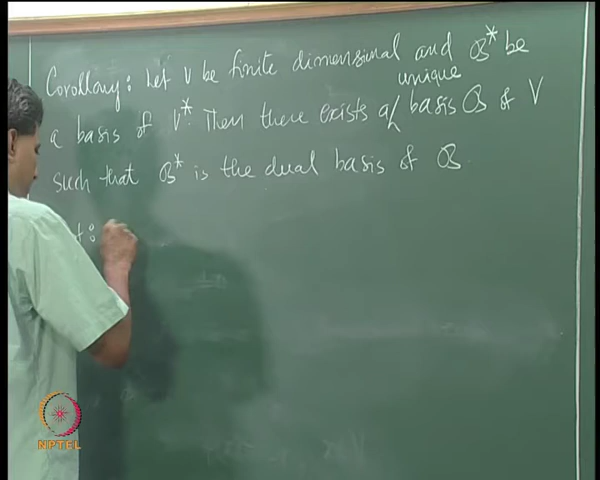 Corollary: Let V be finite dimensional and B* be
a basis of V*. Then there exists a unique basis B of V
such that B* is the dual basis of B.
NPTEL